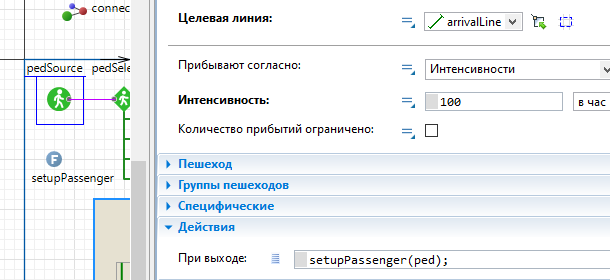 connec
pedSource pedSele
setupPassenger
Целевая линия: arrivalLine
Прибывают согласно: Интенсивности
Интенсивность: 100 в час
Количество прибытий ограничено:
Пешеход
Группы пешеходов
Специфические
Действия
При выходе: setupPassenger(ped);